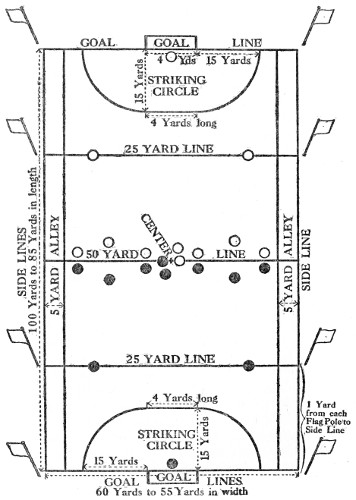 GOAL GOAL LINE
4 Yds 15 Yards
15 Yards
STRIKING
CIRCLE
4 Yards long
25 YARD LINE
SIDE LINES
100 Yards to 85 Yards in length
5 YARD ALLEY
CENTER
50 YARD LINE
5 YARD ALLEY
SIDE LINE
25 YARD LINE
4 Yards long
STRIKING
CIRCLE
15 Yards
15 Yards
1 Yard
from each
Flag Pole to
Side Line
GOAL GOAL LINES
60 Yards to 55 Yards in width